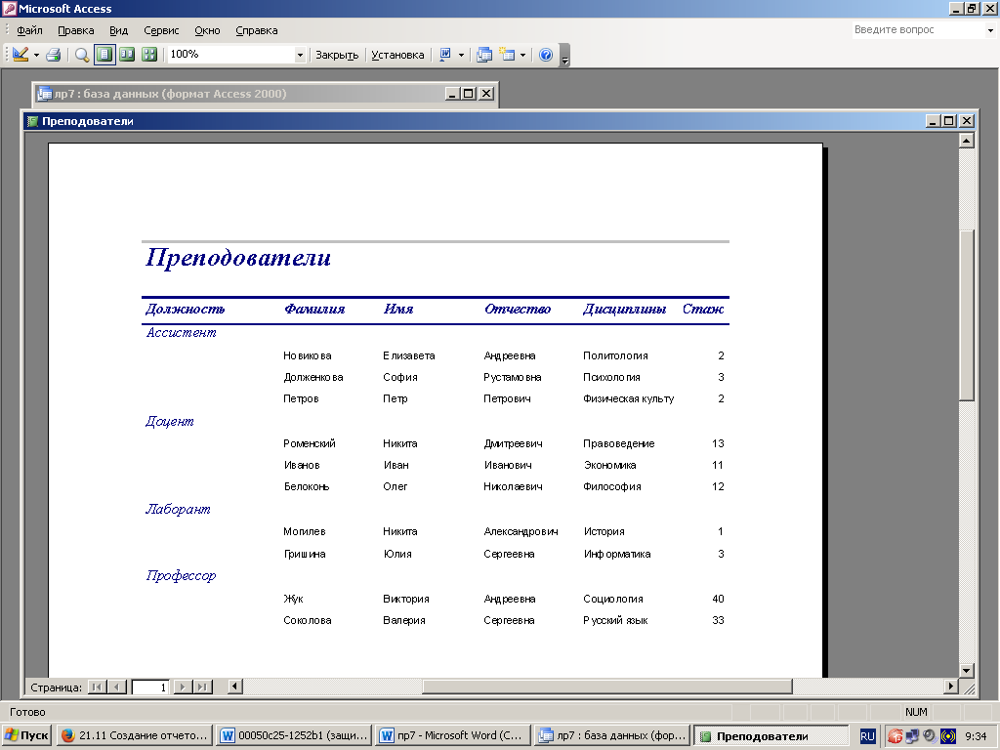 Microsoft Access
Файл Правка Вид Сервис Окно Справка Введите вопрос
100% Закрыть Установка
лр7 : база данных (формат Access 2000)
Преподователи
Преподователи
Должность Фамилия Имя Отчество Дисциплины Стаж
Ассистент
Новикова Елизавета Андреевна Политология 2
Долженкова София Рустамовна Психология 3
Петров Петр Петрович Физическая культу 2
Доцент
Роменский Никита Дмитреевич Правоведение 13
Иванов Иван Иванович Экономика 11
Белоконь Олег Николаевич Философия 12
Лаборант
Могилев Никита Александрович История 1
Гришина Юлия Сергеевна Информатика 3
Профессор
Жук Виктория Андреевна Социология 40
Соколова Валерия Сергеевна Русский язык 33
Страница: 1
Готово NUM
Пуск 21.11 Создание отчето... 00050c25-1252b1 (защи... пр7 - Microsoft Word (С... лр7 : база данных (фор... Преподователи RU 9:34